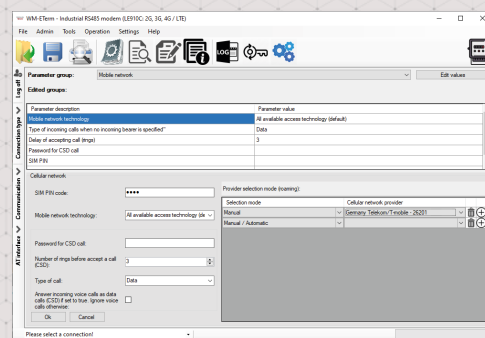 WM-ETerm - Industrial RS485 modem (LE910C: 2G, 3G, 4G / LTE)
File Admin Tools Operation Settings Help
LOG
Log off
Connection type
Communication
AT interface
Parameter group: Mobile network Edit values
Edited groups:
Parameter description Parameter value
Mobile network technology All available access technology (default)
Type of incoming calls when no incoming bearer is specified" Data
Delay of accepting call (rings) 3
Password for CSD call
SIM PIN
Cellular network
SIM PIN code: ●●●●
Mobile network technology: All available access technology (de
Password for CSD call:
Number of rings before accept a call
(CSD): 3
Type of call: Data
Answer incoming voice calls as data
calls (CSD) if set to true. Ignore voice
calls otherwise:
Ok Cancel
Provider selection mode (roaming):
Selection mode Cellular network provider
Manual Germany Telekom/T-mobile - 26201
Manual / Automatic
Please select a connection!